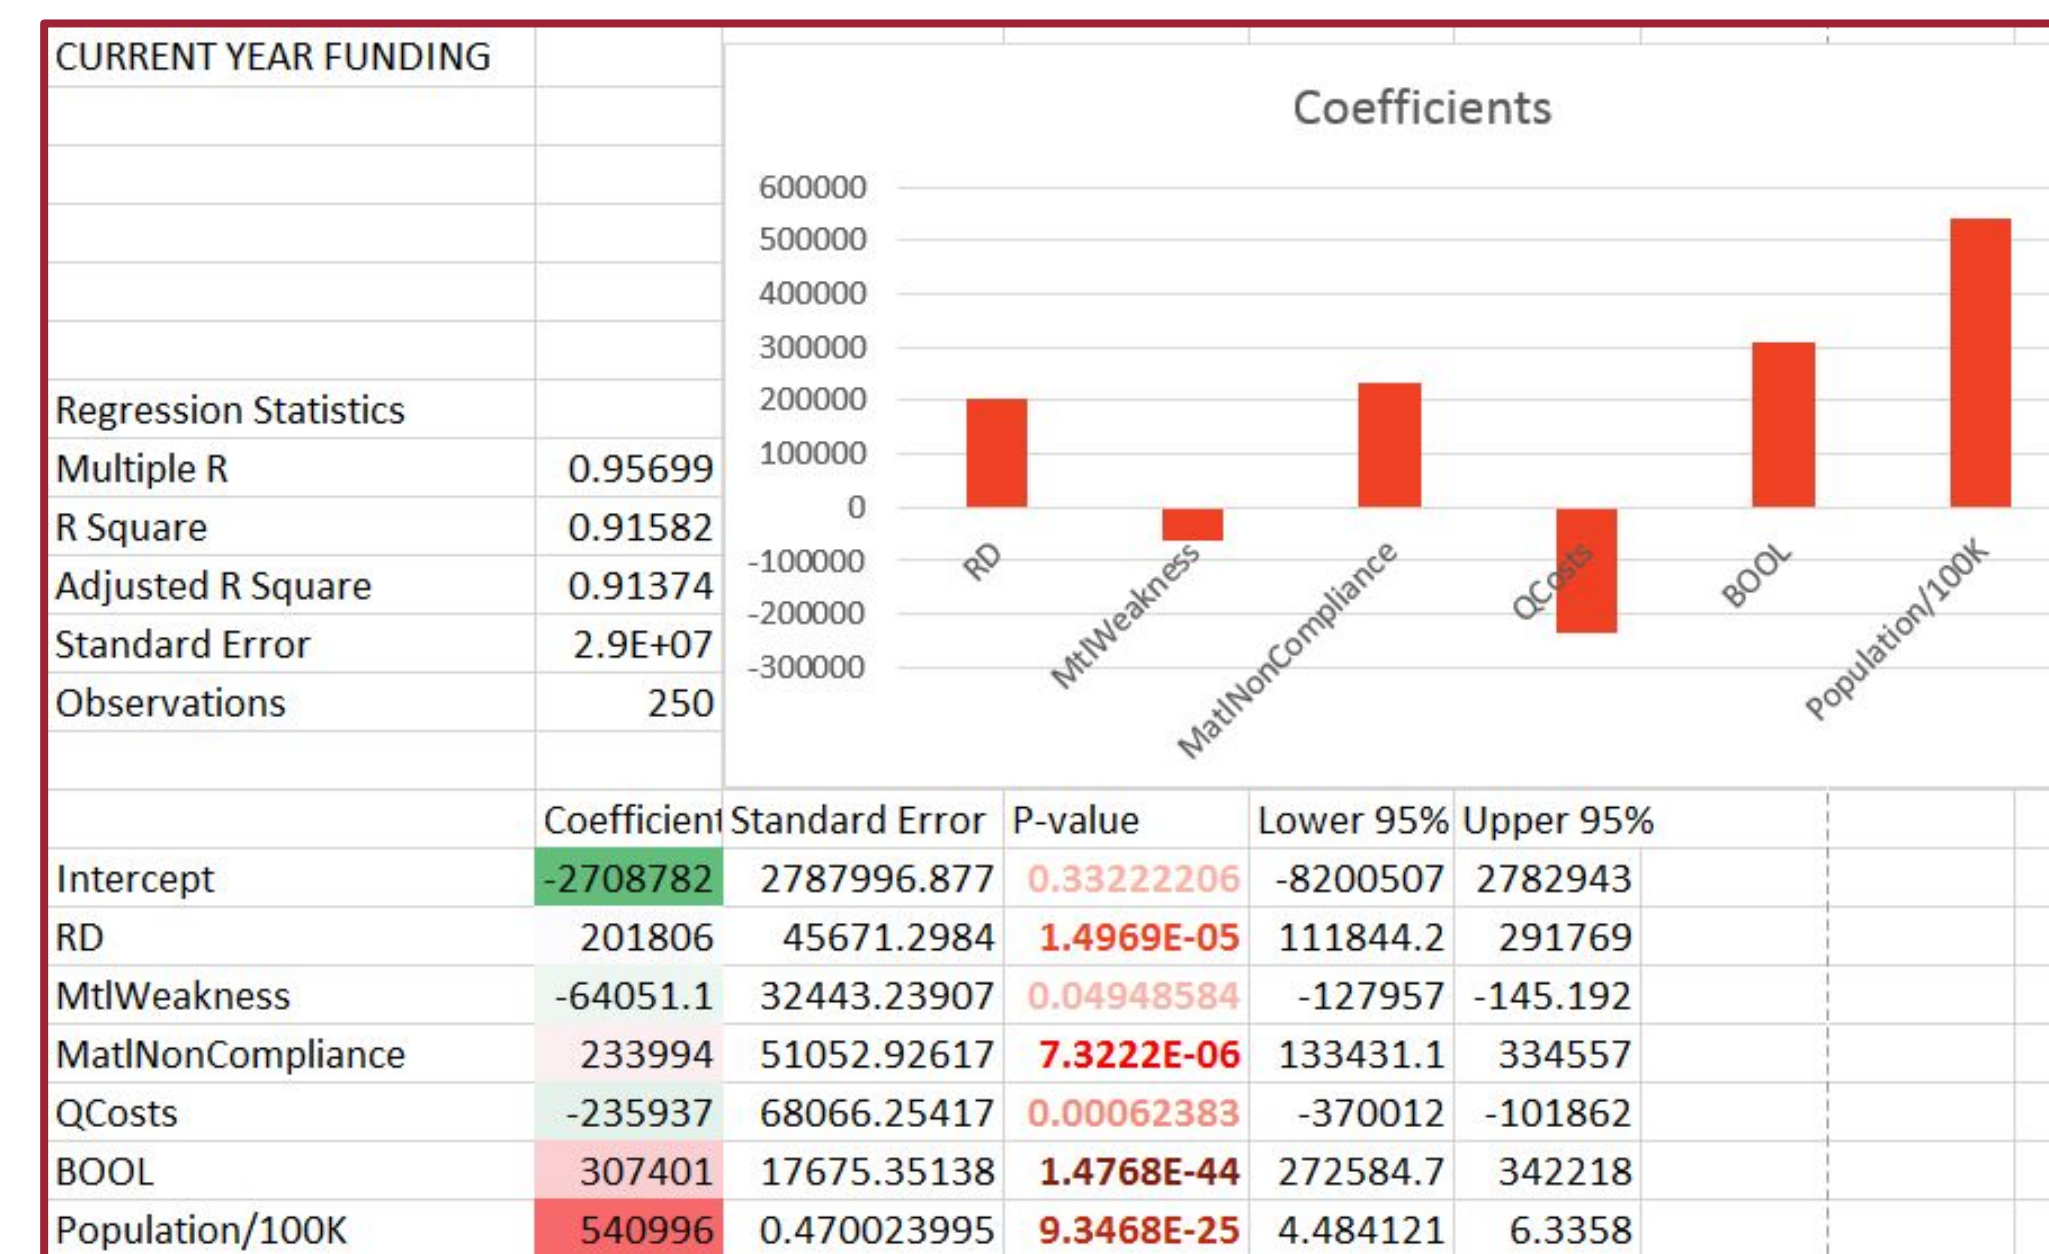 CURRENT YEAR FUNDING
Coefficients
600000
500000
400000
300000
200000
100000
0
-100000
-200000
-300000
RD
MtlWeakness
MatlNonCompliance
QCosts
BOOL
Population/100K
Regression Statistics
Multiple R 0.95699
R Square 0.91582
Adjusted R Square 0.91374
Standard Error 2.9E+07
Observations 250
Coefficient Standard Error P-value Lower 95% Upper 95%
Intercept -2708782 2787996.877 0.33222206 -8200507 2782943
RD 201806 45671.2984 1.4969E-05 111844.2 291769
MtlWeakness -64051.1 32443.23907 0.04948584 -127957 -145.192
MatlNonCompliance 233994 51052.92617 7.3222E-06 133431.1 334557
QCosts -235937 68066.25417 0.00062383 -370012 -101862
BOOL 307401 17675.35138 1.4768E-44 272584.7 342218
Population/100K 540996 0.470023995 9.3468E-25 4.484121 6.3358